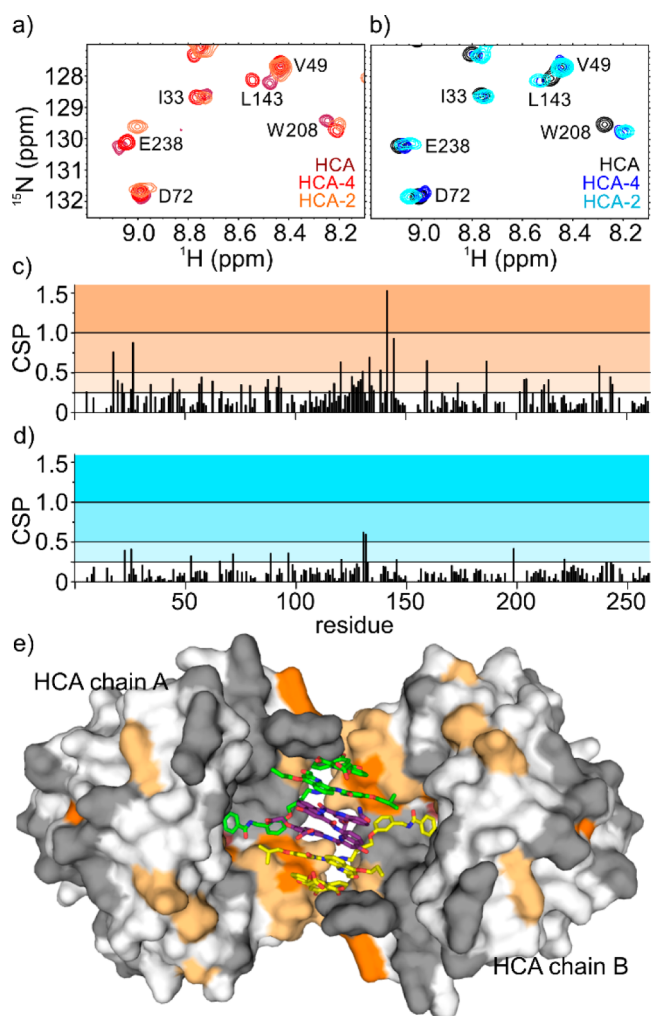 a)
b)
128
129
130
131
132
¹⁵N (ppm)
V49
I33
L143
W208
E238
D72
HCA
HCA-4
HCA-2
9.0 8.8 8.6 8.4 8.2
¹H (ppm)
V49
I33
L143
W208
E238
D72
HCA
HCA-4
HCA-2
9.0 8.8 8.6 8.4 8.2
¹H (ppm)
c)
1.5
1.0
0.5
0
CSP
d)
1.5
1.0
0.5
0
CSP
50 100 150 200 250
residue
e)
HCA chain A
HCA chain B